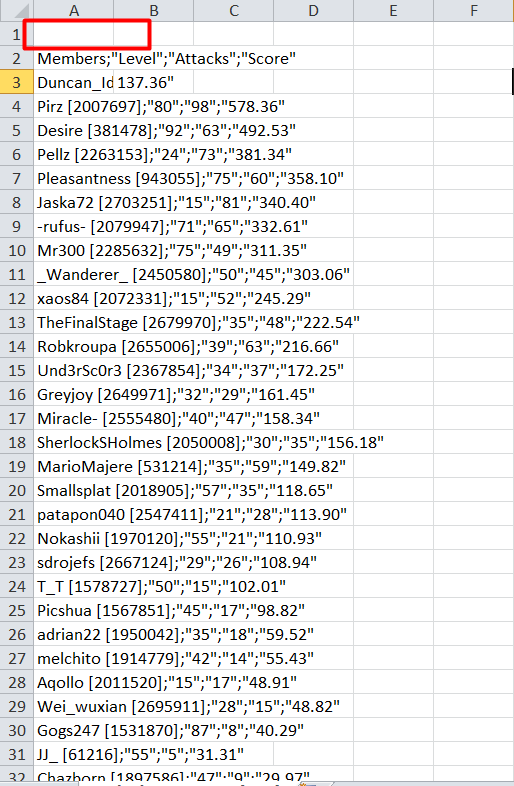 A B C D E F
1
2 Members;"Level";"Attacks";"Score"
3 Duncan_Id 137.36"
4 Pirz [2007697];"80";"98";"578.36"
5 Desire [381478];"92";"63";"492.53"
6 Pellz [2263153];"24";"73";"381.34"
7 Pleasantness [943055];"75";"60";"358.10"
8 Jaska72 [2703251];"15";"81";"340.40"
9 -rufus- [2079947];"71";"65";"332.61"
10 Mr300 [2285632];"75";"49";"311.35"
11 _Wanderer_ [2450580];"50";"45";"303.06"
12 xaos84 [2072331];"15";"52";"245.29"
13 TheFinalStage [2679970];"35";"48";"222.54"
14 Robkroupa [2655006];"39";"63";"216.66"
15 Und3rSc0r3 [2367854];"34";"37";"172.25"
16 Greyjoy [2649971];"32";"29";"161.45"
17 Miracle- [2555480];"40";"47";"158.34"
18 SherlockSHolmes [2050008];"30";"35";"156.18"
19 MarioMajere [531214];"35";"59";"149.82"
20 Smallsplat [2018905];"57";"35";"118.65"
21 patapon040 [2547411];"21";"28";"113.90"
22 Nokashii [1970120];"55";"21";"110.93"
23 sdrojefs [2667124];"29";"26";"108.94"
24 T_T [1578727];"50";"15";"102.01"
25 Picshua [1567851];"45";"17";"98.82"
26 adrian22 [1950042];"35";"18";"59.52"
27 melchito [1914779];"42";"14";"55.43"
28 Aqollo [2011520];"15";"17";"48.91"
29 Wei_wuxian [2695911];"28";"15";"48.82"
30 Gogs247 [1531870];"87";"8";"40.29"
31 JJ_ [61216];"55";"5";"31.31"
32 Chazborn [1897586];"47";"9";"29.97"